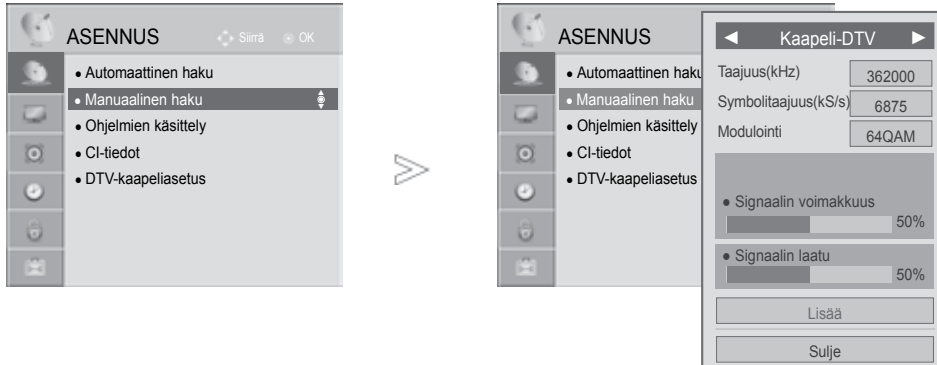 ASENNUS Siirrä OK
● Automaattinen haku
● Manuaalinen haku
● Ohjelmien käsittely
● CI-tiedot
● DTV-kaapeliasetus
ASENNUS
● Automaattinen haku
● Manuaalinen haku
● Ohjelmien käsittely
● CI-tiedot
● DTV-kaapeliasetus
◄ Kaapeli-DTV ►
Taajuus(kHz) 362000
Symbolitaajuus(kS/s) 6875
Modulointi 64QAM
● Signaalin voimakkuus
50%
● Signaalin laatu
50%
Lisää
Sulje